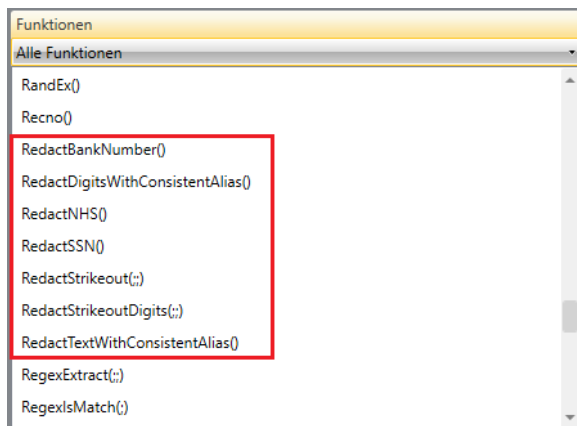 Funktionen
Alle Funktionen
RandEx()
Recno()
RedactBankNumber()
RedactDigitsWithConsistentAlias()
RedactNHS()
RedactSSN()
RedactStrikeout(;;)
RedactStrikeoutDigits(;;)
RedactTextWithConsistentAlias()
RegexExtract(;;)
RegexIsMatch(;)